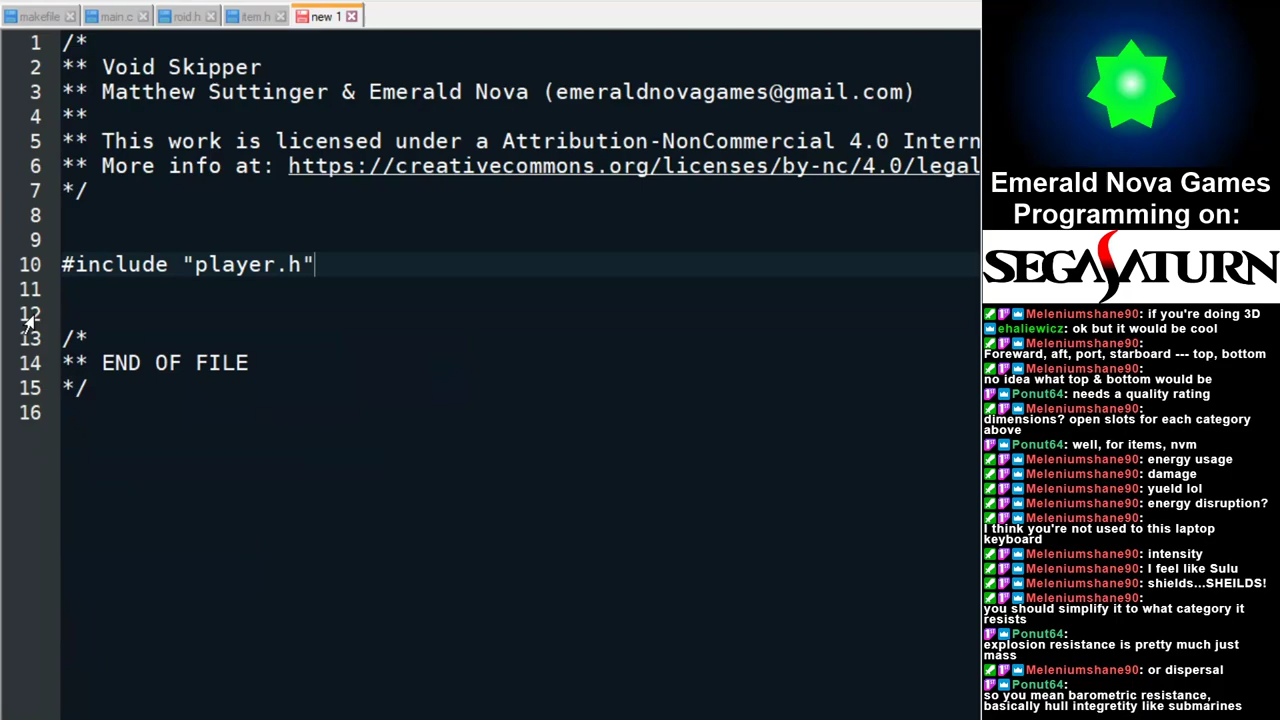 makefile
main.c
roid.h
item.h
new 1
1 /*
2 ** Void Skipper
3 ** Matthew Suttinger & Emerald Nova (emeraldnovagames@gmail.com)
4 **
5 ** This work is licensed under a Attribution-NonCommercial 4.0 Intern
6 ** More info at: https://creativecommons.org/licenses/by-nc/4.0/legal
7 */
8
9
10 #include "player.h"
11
12
13 /*
14 ** END OF FILE
15 */
16
Emerald Nova Games
Programming on:
SEGA SATURN
Meleniumshane90: if you're doing 3D
ehaliewicz: ok but it would be cool
Meleniumshane90:
Foreward, aft, port, starboard --- top, bottom
Meleniumshane90:
no idea what top & bottom would be
Ponut64: needs a quality rating
Meleniumshane90:
dimensions? open slots for each category
above
Ponut64: well, for items, nvm
Meleniumshane90: energy usage
Meleniumshane90: damage
Meleniumshane90: yueld lol
Meleniumshane90: energy disruption?
Meleniumshane90:
I think you're not used to this laptop
keyboard
Meleniumshane90: intensity
Meleniumshane90: I feel like Sulu
Meleniumshane90: shields...SHEILDS!
Meleniumshane90:
you should simplify it to what category it
resists
Ponut64:
explosion resistance is pretty much just
mass
Meleniumshane90: or dispersal
Ponut64:
so you mean barometric resistance,
basically hull integretity like submarines